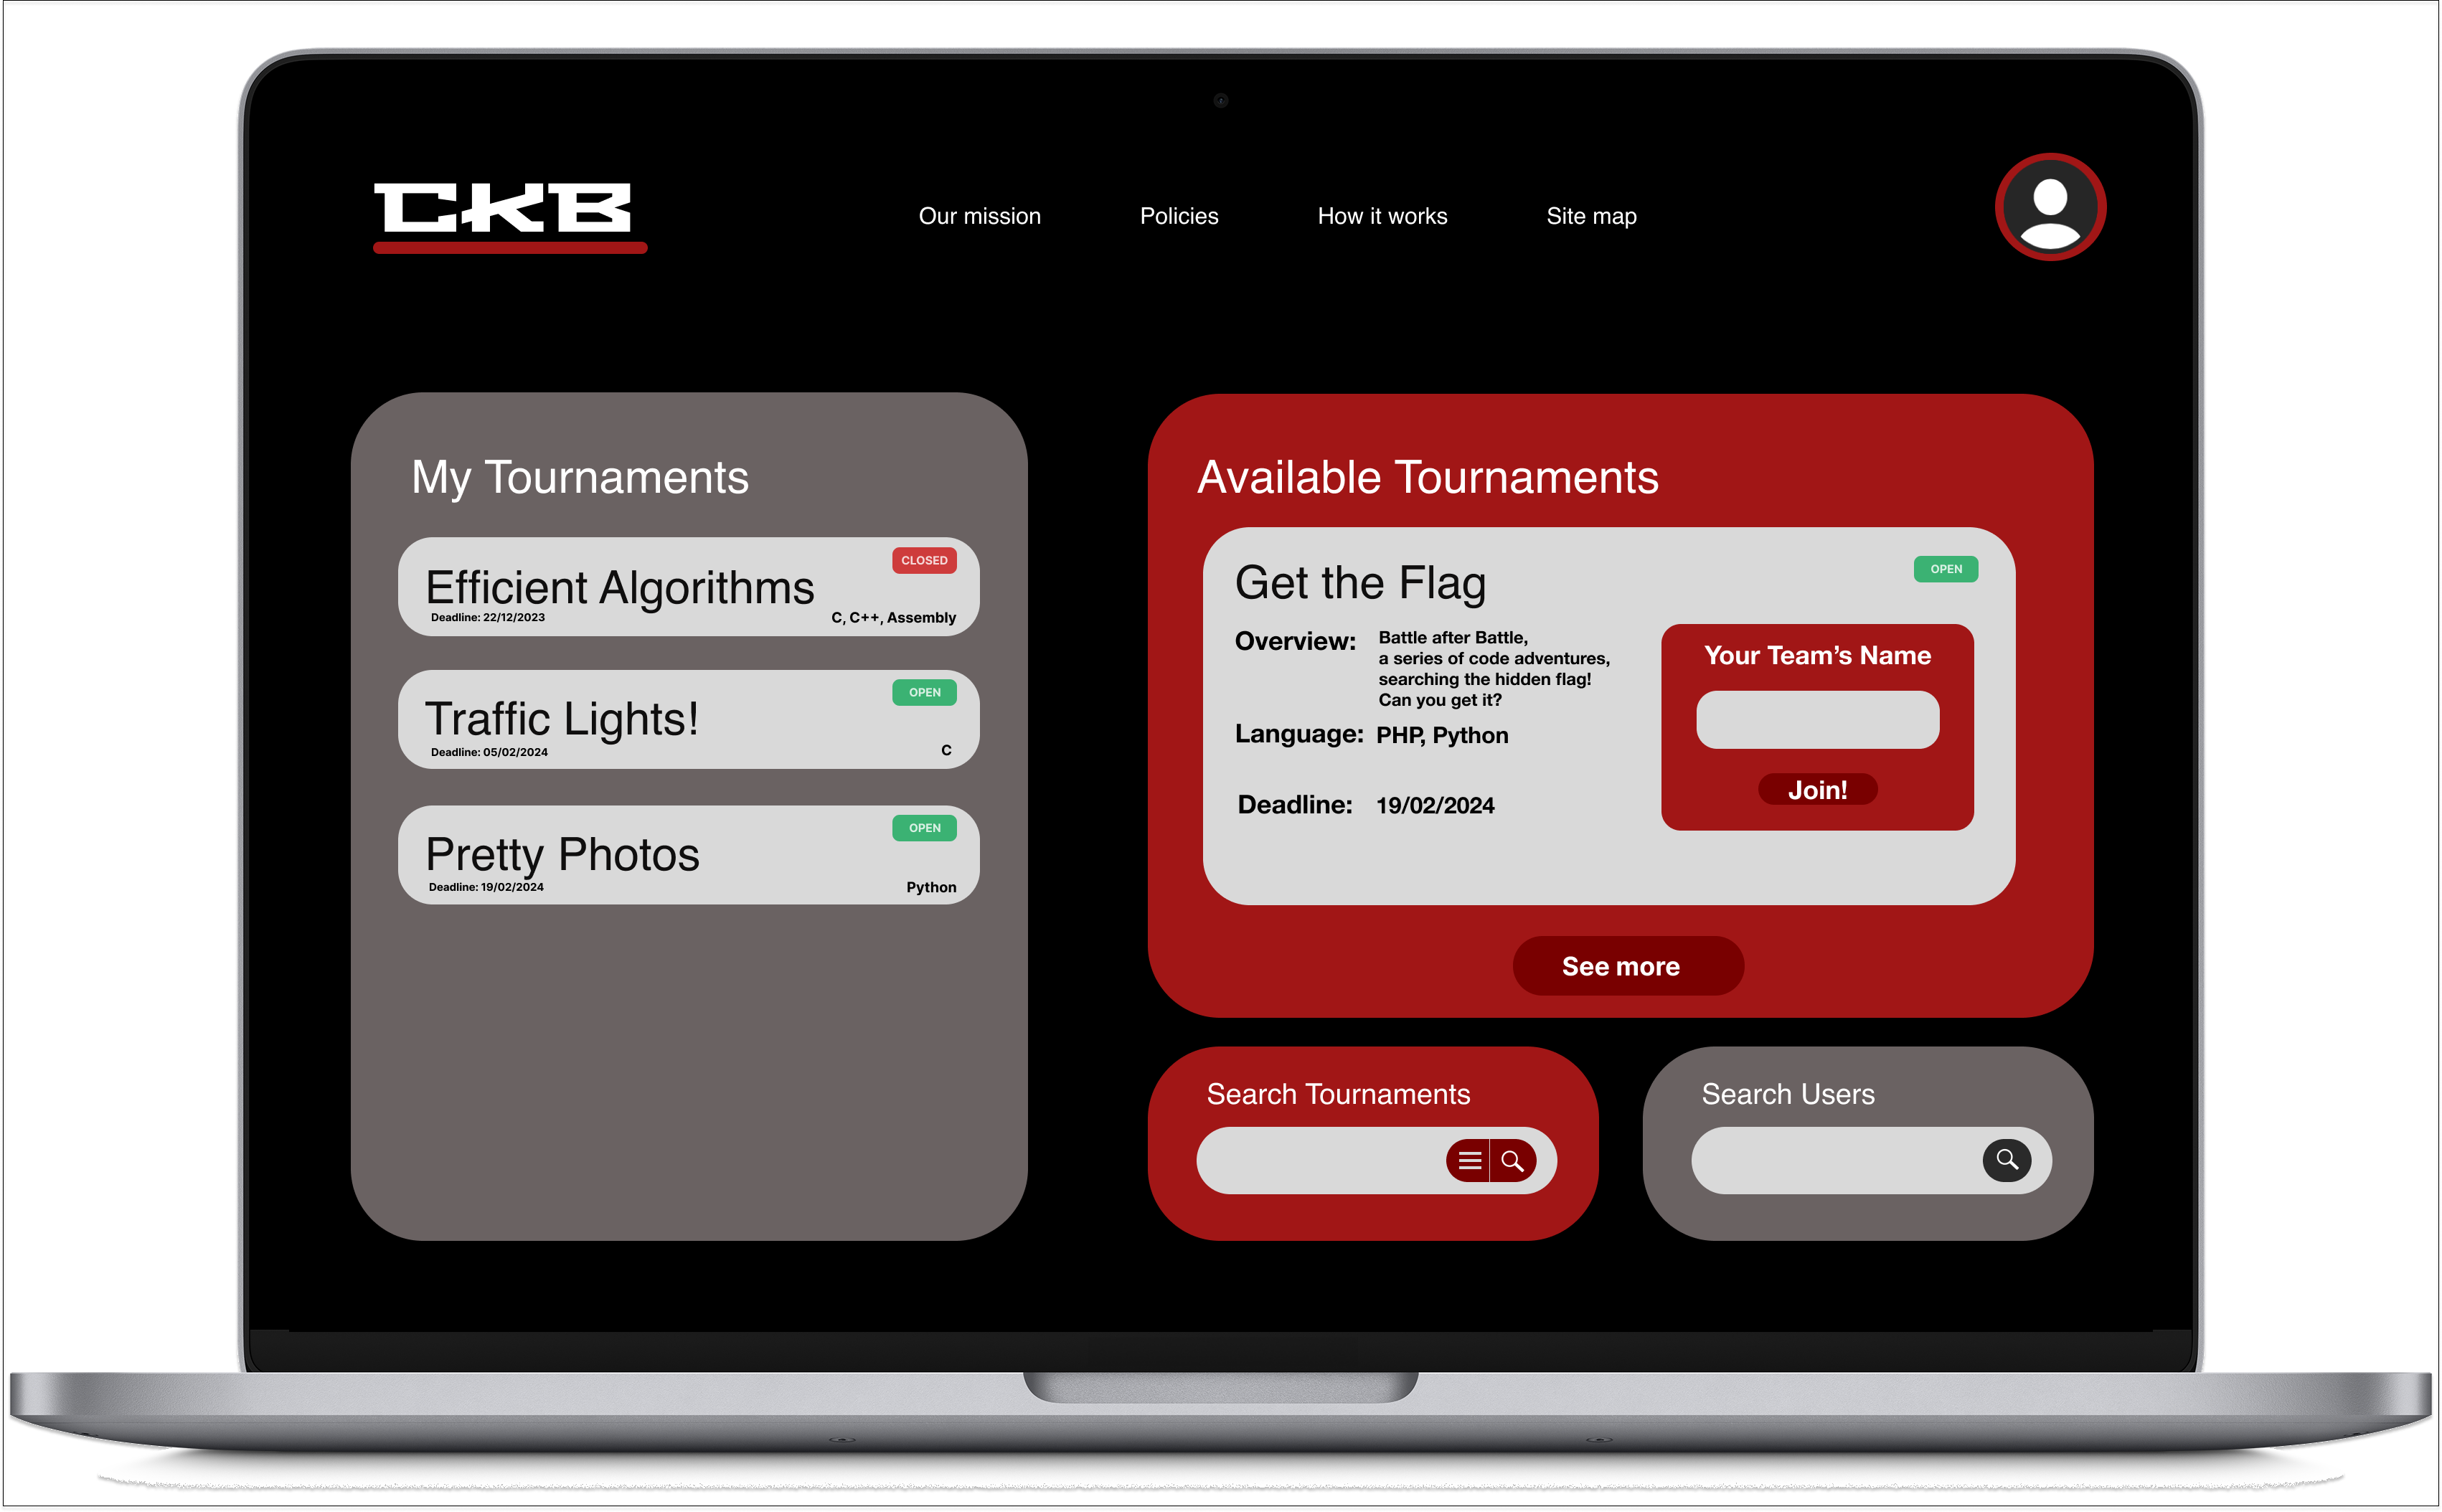 CKB
Our mission
Policies
How it works
Site map
My Tournaments
CLOSED
Efficient Algorithms
Deadline: 22/12/2023
C, C++, Assembly
OPEN
Traffic Lights!
Deadline: 05/02/2024
C
OPEN
Pretty Photos
Deadline: 19/02/2024
Python
Available Tournaments
Get the Flag
OPEN
Overview:
Battle after Battle,
a series of code adventures,
searching the hidden flag!
Can you get it?
Language: PHP, Python
Deadline: 19/02/2024
Your Team’s Name
Join!
See more
Search Tournaments
Search Users